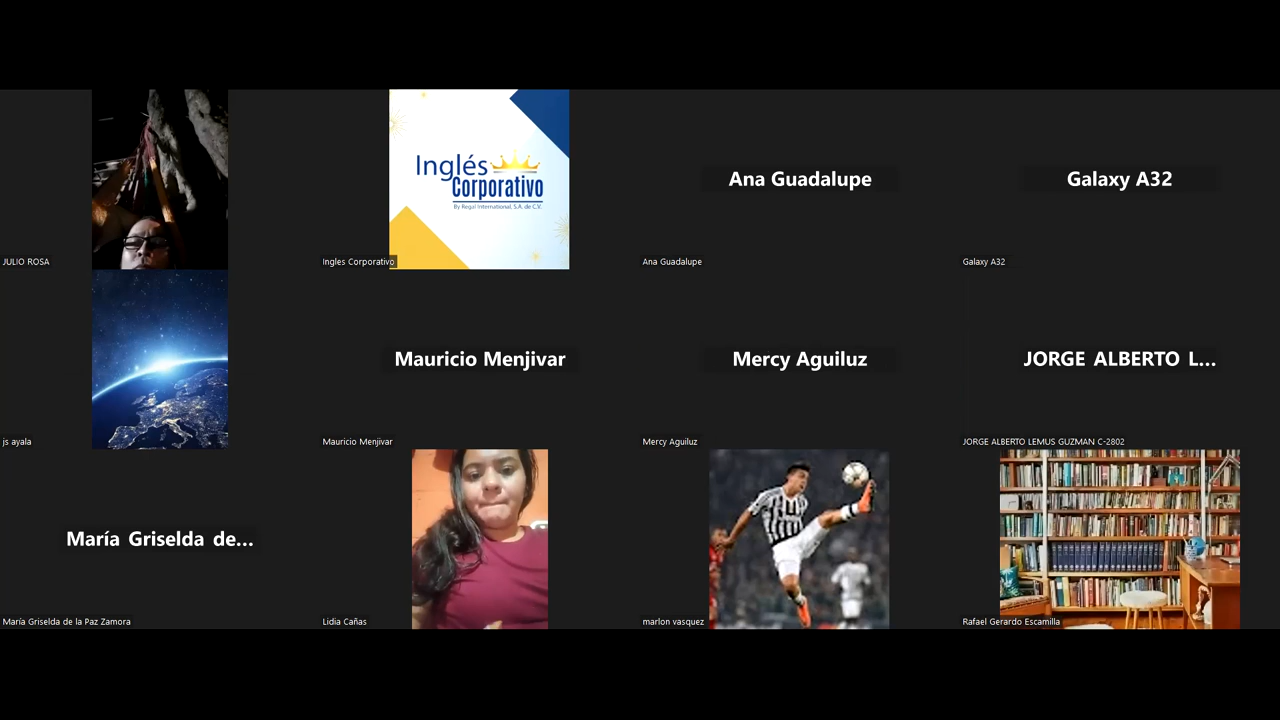 Inglés
Corporativo
By Regal International, S.A. de C.V.
Ana Guadalupe
Galaxy A32
JULIO ROSA
Ingles Corporativo
Ana Guadalupe
Galaxy A32
Mauricio Menjivar
Mercy Aguiluz
JORGE ALBERTO L...
js ayala
Mauricio Menjivar
Mercy Aguiluz
JORGE ALBERTO LEMUS GUZMAN C-2802
María Griselda de...
María Griselda de la Paz Zamora
Lidia Cañas
marlon vasquez
Rafael Gerardo Escamilla